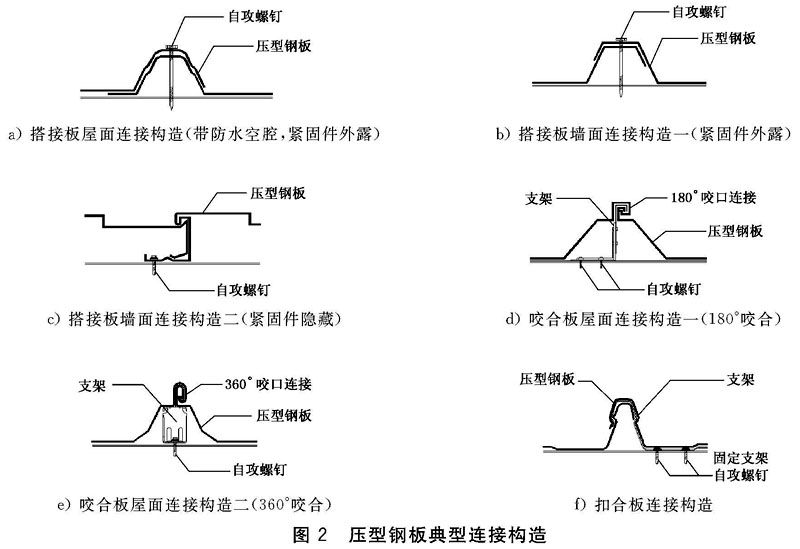 自攻螺钉
压型钢板
a) 搭接板屋面连接构造(带防水空腔,紧固件外露)
自攻螺钉
压型钢板
b) 搭接板墙面连接构造一(紧固件外露)
压型钢板
自攻螺钉
c) 搭接板墙面连接构造二(紧固件隐藏)
支架
180°咬口连接
压型钢板
自攻螺钉
d) 咬合板屋面连接构造一(180°咬合)
支架
360°咬口连接
压型钢板
自攻螺钉
e) 咬合板屋面连接构造二(360°咬合)
压型钢板
支架
固定支架
自攻螺钉
f) 扣合板连接构造
图 2 压型钢板典型连接构造